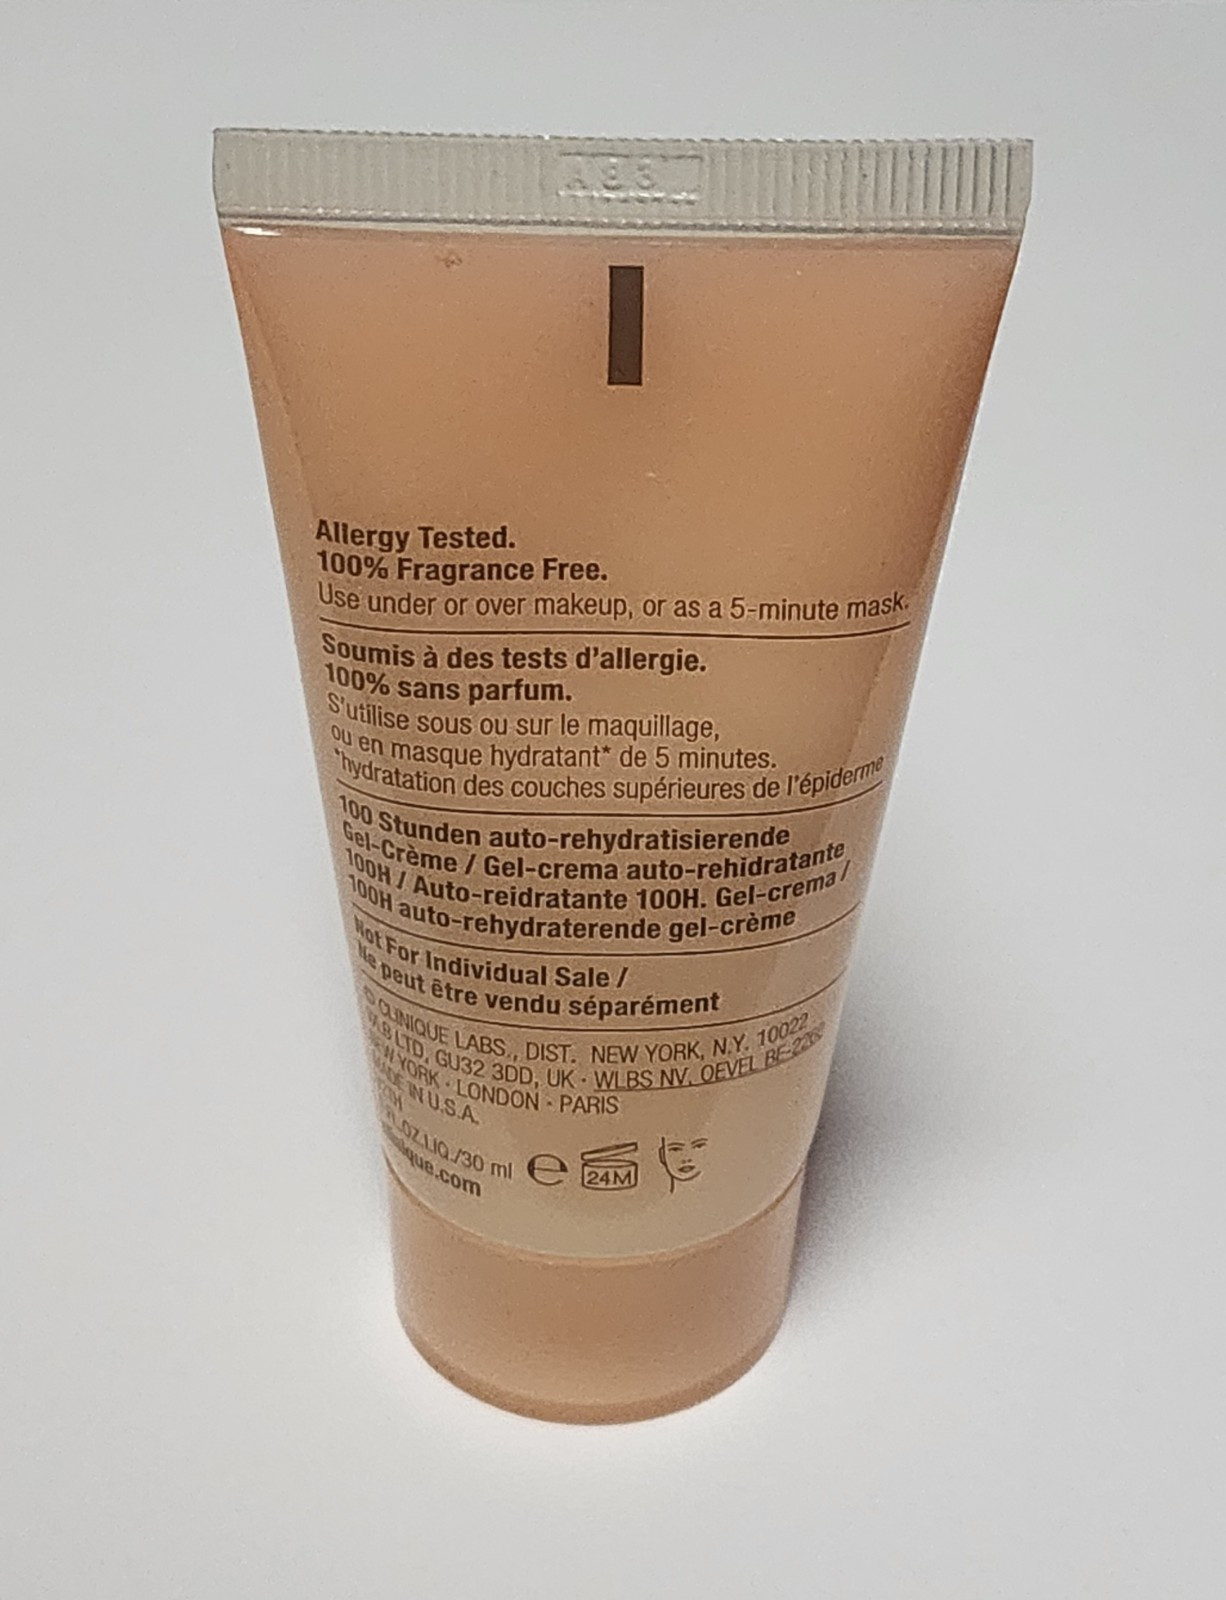 A83
Allergy Tested.
100% Fragrance Free.
Use under or over makeup, or as a 5-minute mask.
Soumis à des tests d'allergie.
100% sans parfum.
S'utilise sous ou sur le maquillage,
ou en masque hydratant* de 5 minutes.
*hydratation des couches supérieures de l'épiderme
100 Stunden auto-rehydratisierende
Gel-Crème / Gel-crema auto-rehidratante
100H / Auto-reidratante 100H. Gel-crema /
100H auto-rehydraterende gel-crème
Not For Individual Sale /
Ne peut être vendu séparément
© CLINIQUE LABS., DIST. NEW YORK, N.Y. 10022
LTD, GU32 3DD, UK · WLBS NV, OEVEL BE-2260
NEW YORK · LONDON · PARIS
MADE IN U.S.A.
FL.OZ.LIQ./30 ml e 24M
clinique.com